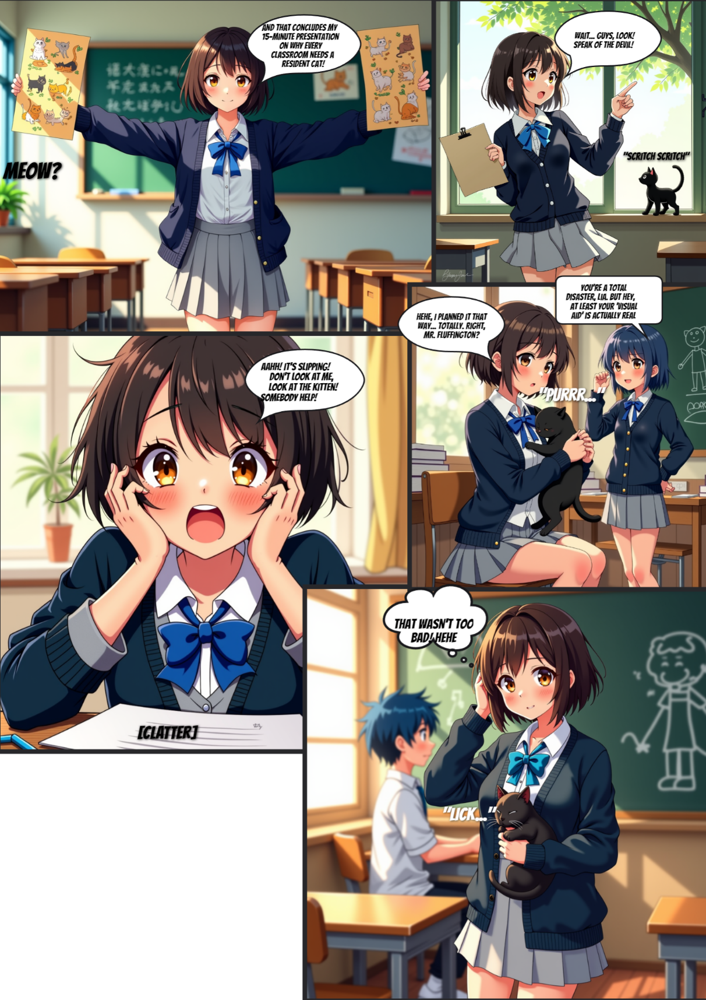 AND THAT CONCLUDES MY
15-MINUTE PRESENTATION
ON WHY EVERY
CLASSROOM NEEDS A
RESIDENT CAT!
MEOW?
WAIT... GUYS, LOOK!
SPEAK OF THE DEVIL!
"SCRITCH SCRITCH"
AAHH! IT'S SLIPPING!
DON'T LOOK AT ME,
LOOK AT THE KITTEN!
SOMEBODY HELP!
[CLATTER]
HEHE, I PLANNED IT THAT
WAY... TOTALLY. RIGHT,
MR. FLUFFINGTON?
YOU'RE A TOTAL
DISASTER, LIA. BUT HEY,
AT LEAST YOUR 'VISUAL
AID' IS ACTUALLY REAL
"PURRR..."
THAT WASN'T TOO
BAD! HEHE
"LICK..."